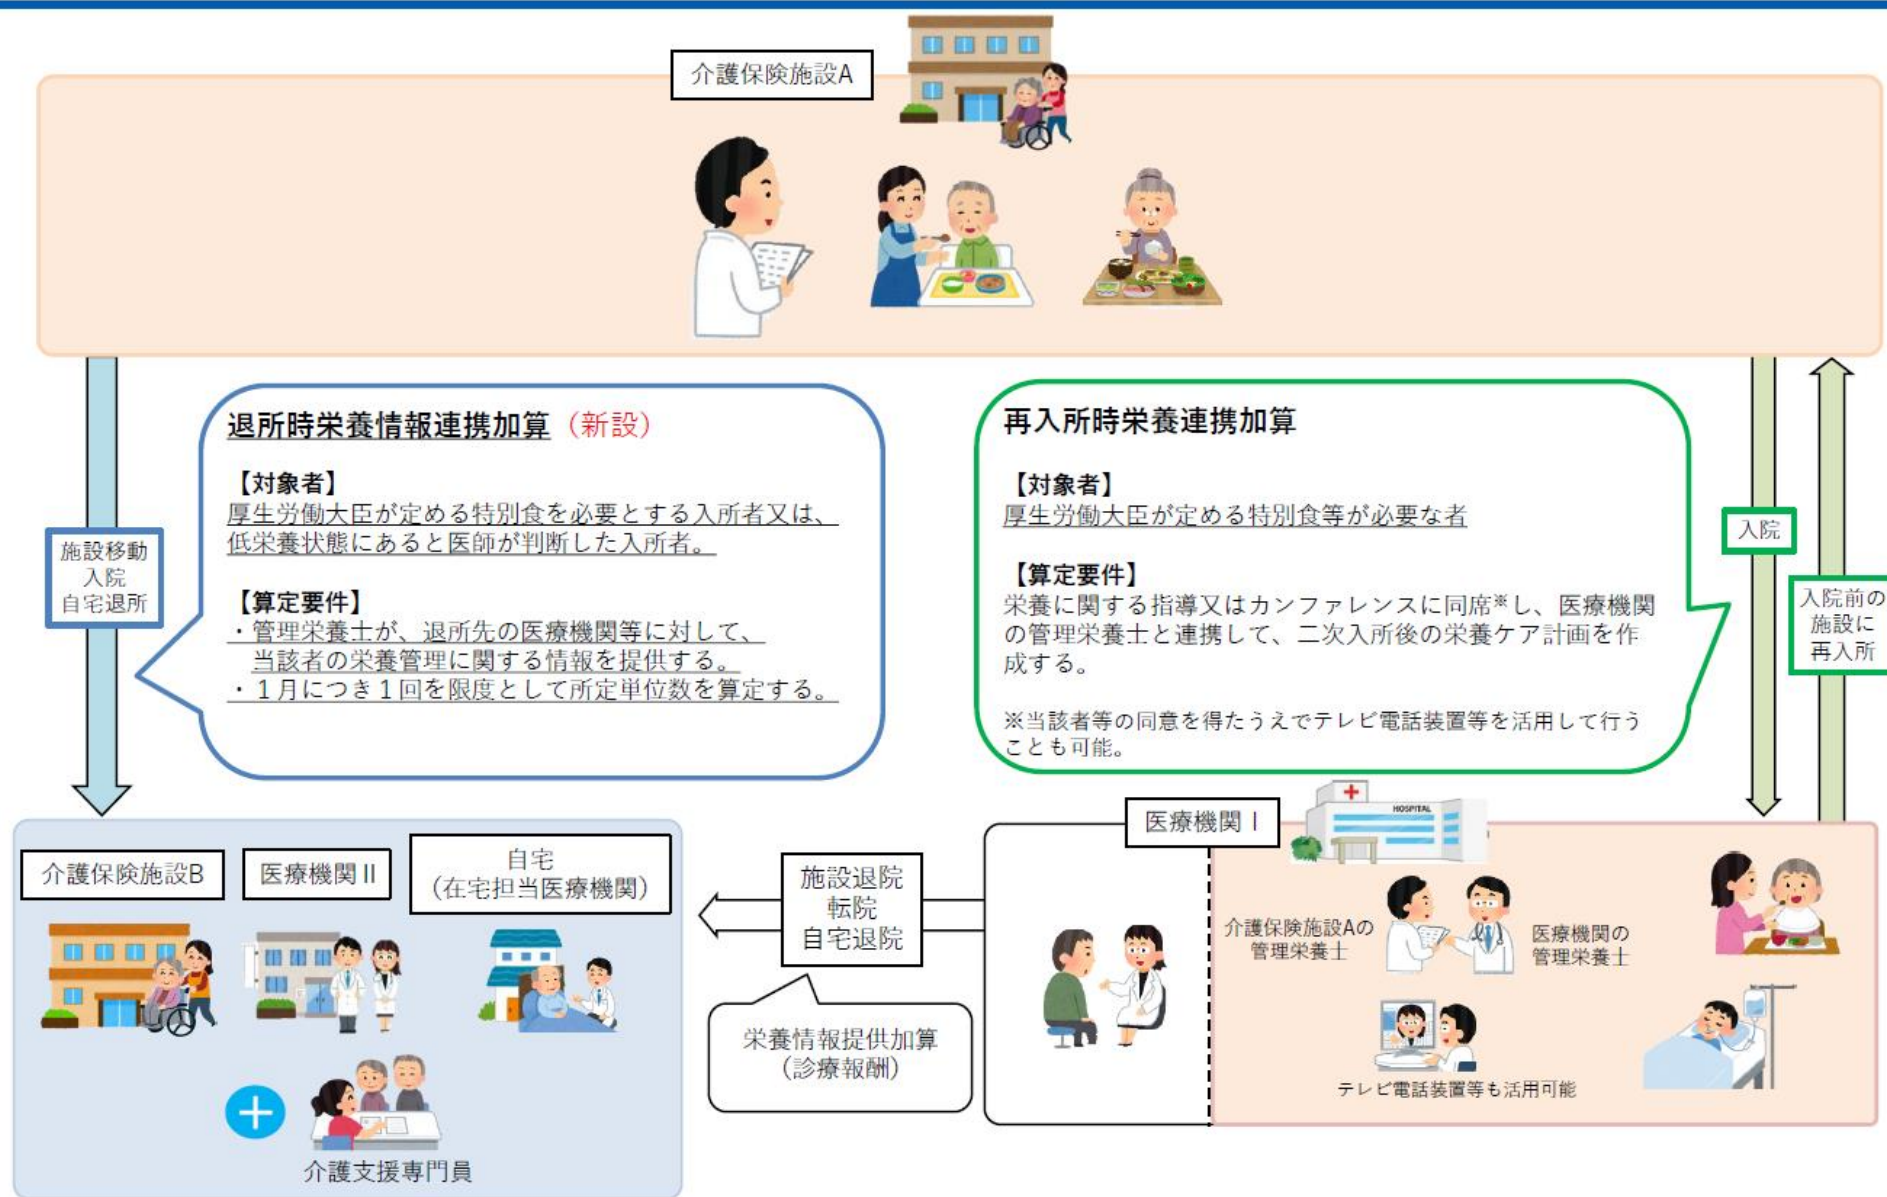 介護保険施設A
退所時栄養情報連携加算（新設）
【対象者】
厚生労働大臣が定める特別食を必要とする入所者又は、
低栄養状態にあると医師が判断した入所者。
【算定要件】
・管理栄養士が、退所先の医療機関等に対して、
当該者の栄養管理に関する情報を提供する。
・１月につき１回を限度として所定単位数を算定する。
施設移動
入院
自宅退所
再入所時栄養連携加算
【対象者】
厚生労働大臣が定める特別食等が必要な者
【算定要件】
栄養に関する指導又はカンファレンスに同席※し、医療機関
の管理栄養士と連携して、二次入所後の栄養ケア計画を作
成する。
※当該者等の同意を得たうえでテレビ電話装置等を活用して行う
ことも可能。
入院
入院前の
施設に
再入所
介護保険施設B
医療機関Ⅱ
自宅
（在宅担当医療機関）
介護支援専門員
施設退院
転院
自宅退院
栄養情報提供加算
（診療報酬）
医療機関Ⅰ
HOSPITAL
介護保険施設Aの
管理栄養士
医療機関の
管理栄養士
テレビ電話装置等も活用可能